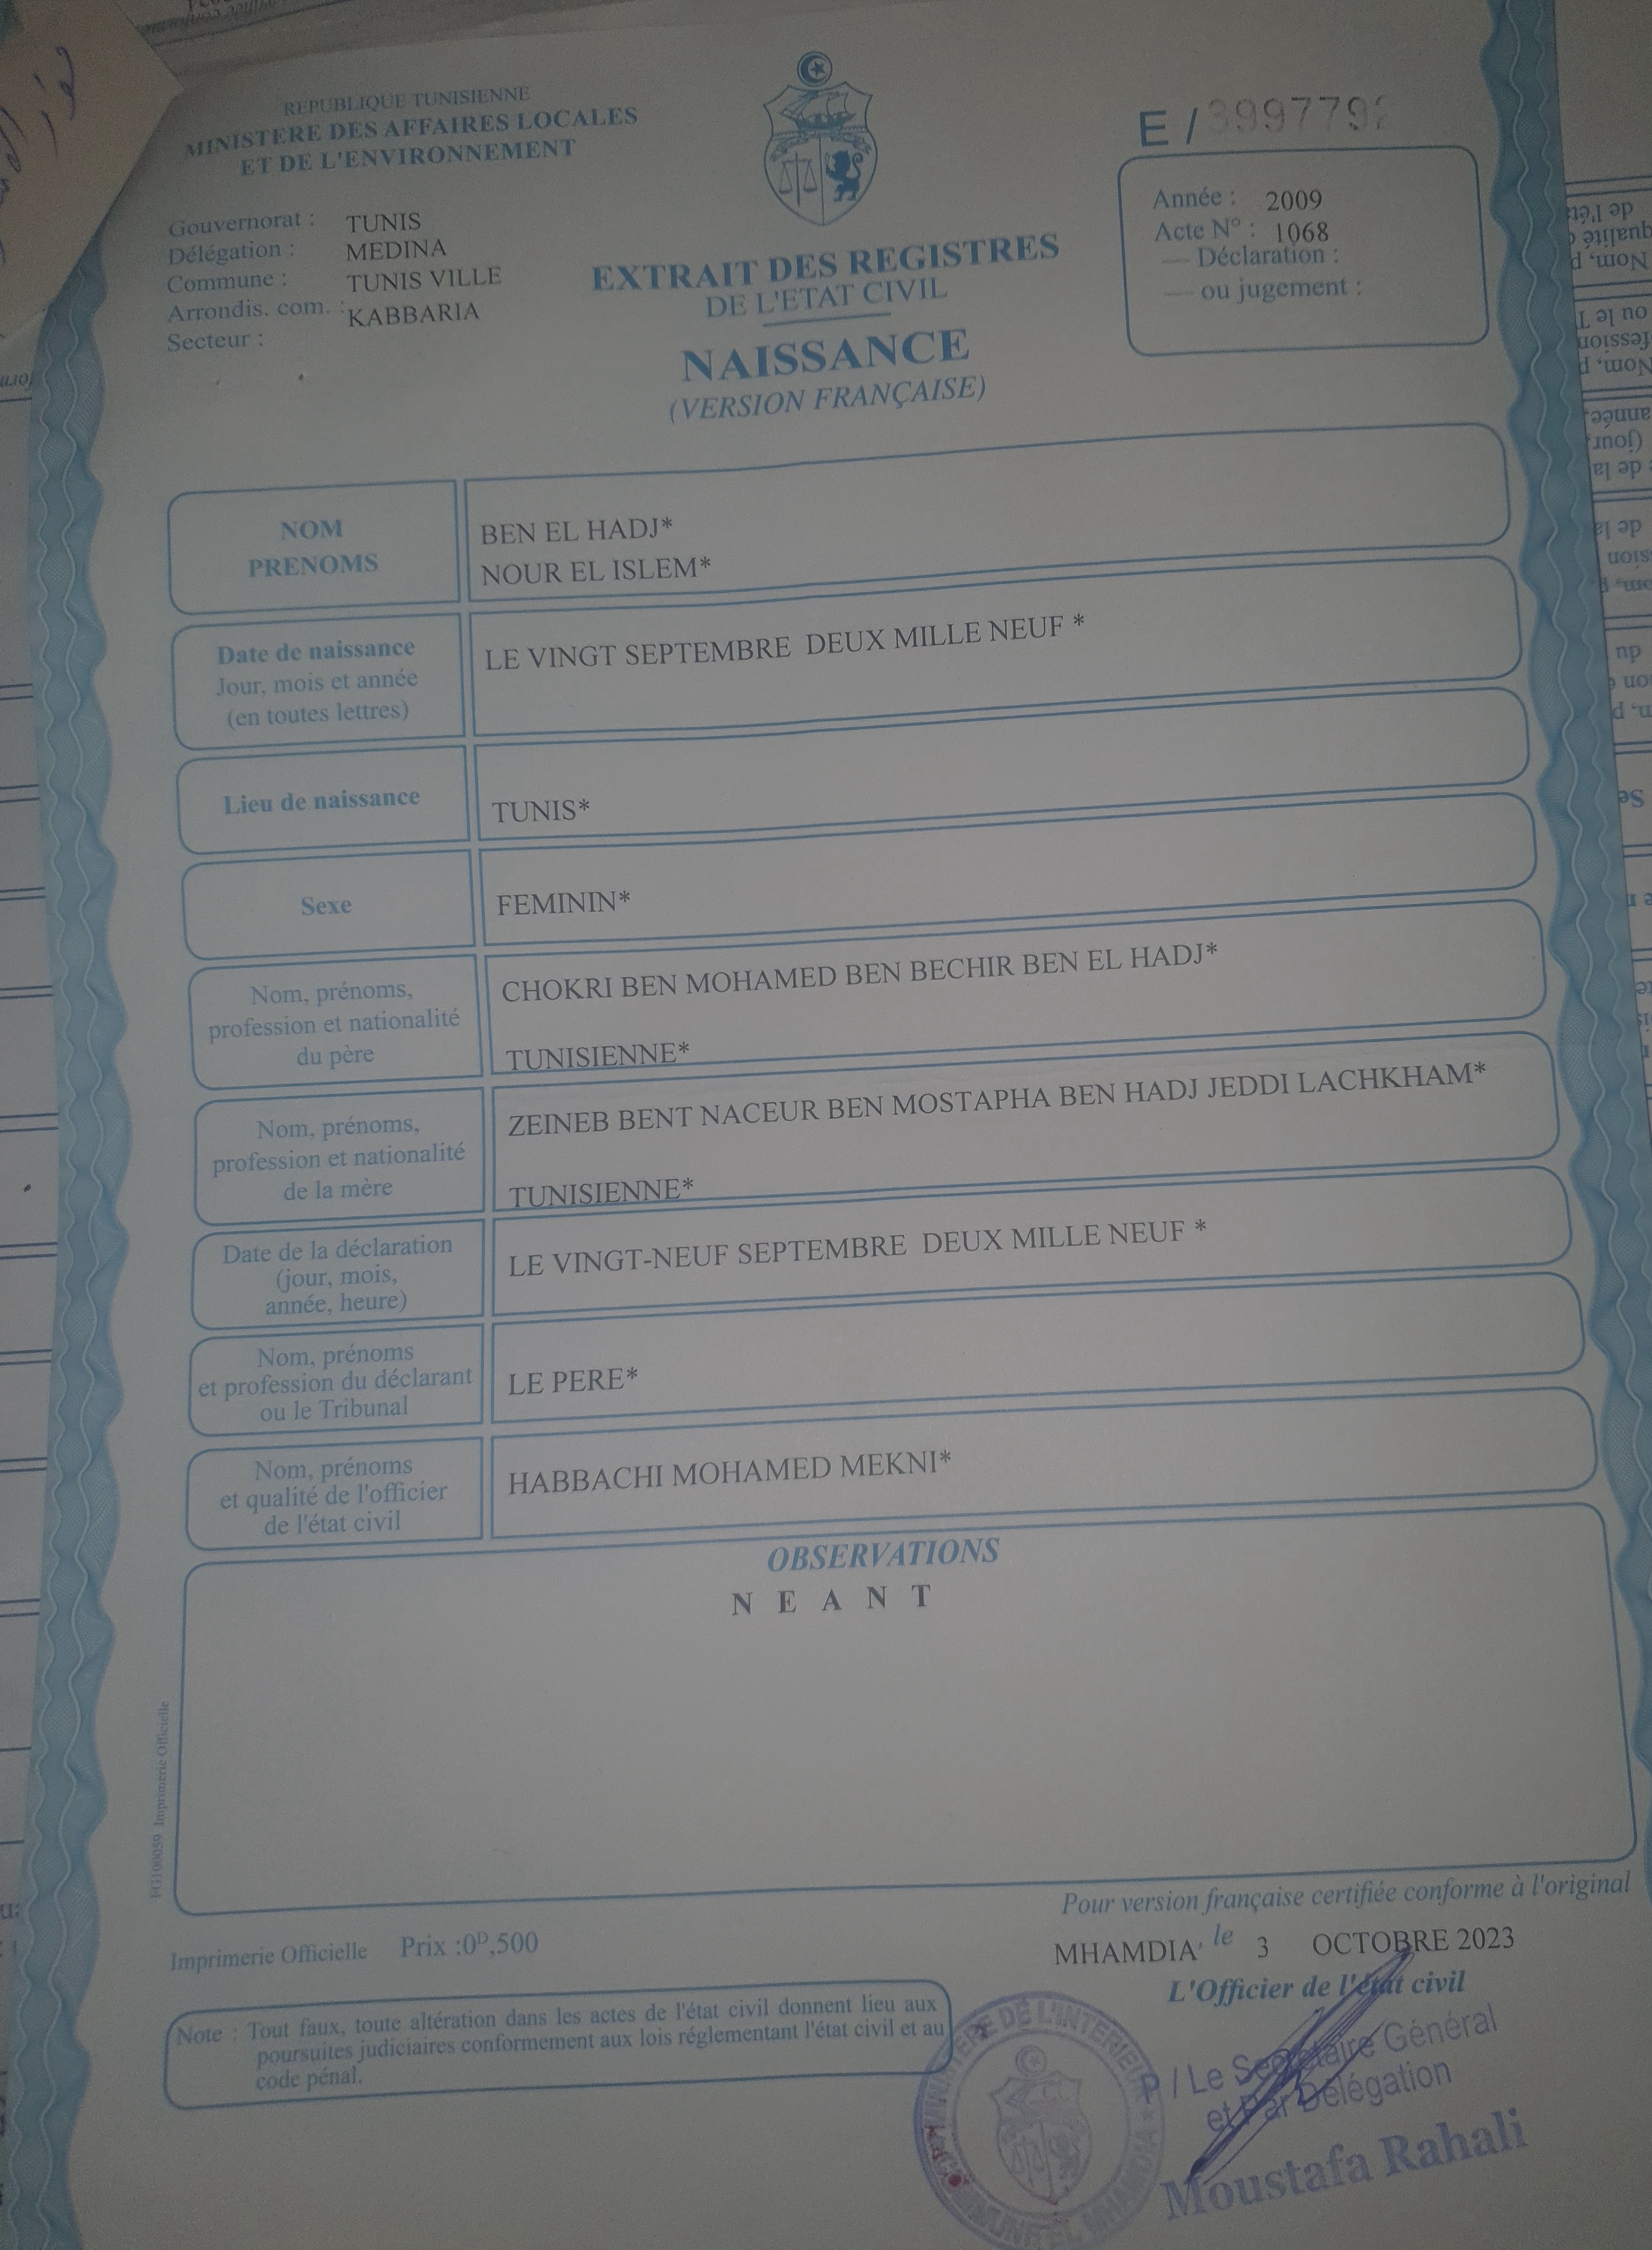 REPUBLIQUE TUNISIENNE
MINISTERE DES AFFAIRES LOCALES
ET DE L'ENVIRONNEMENT
Gouvernorat : TUNIS
Délégation : MEDINA
Commune : TUNIS VILLE
Arrondis. com. : KABBARIA
Secteur :
EXTRAIT DES REGISTRES
DE L'ETAT CIVIL
NAISSANCE
(VERSION FRANÇAISE)
E / 399779
Année : 2009
Acte N° : 1068
— Déclaration :
— ou jugement :
NOM
PRENOMS
BEN EL HADJ*
NOUR EL ISLEM*
Date de naissance
Jour, mois et année
(en toutes lettres)
LE VINGT SEPTEMBRE DEUX MILLE NEUF *
Lieu de naissance
TUNIS*
Sexe
FEMININ*
Nom, prénoms,
profession et nationalité
du père
CHOKRI BEN MOHAMED BEN BECHIR BEN EL HADJ*
TUNISIENNE*
Nom, prénoms,
profession et nationalité
de la mère
ZEINEB BENT NACEUR BEN MOSTAPHA BEN HADJ JEDDI LACHKHAM*
TUNISIENNE*
Date de la déclaration
(jour, mois,
année, heure)
LE VINGT-NEUF SEPTEMBRE DEUX MILLE NEUF *
Nom, prénoms
et profession du déclarant
ou le Tribunal
LE PERE*
Nom, prénoms
et qualité de l'officier
de l'état civil
HABBACHI MOHAMED MEKNI*
OBSERVATIONS
N E A N T
Imprimerie Officielle
Pour version française certifiée conforme à l'original
Imprimerie Officielle Prix :0D,500
MHAMDIA, le 3 OCTOBRE 2023
L'Officier de l'état civil
Note : Tout faux, toute altération dans les actes de l'état civil donnent lieu aux
poursuites judiciaires conformement aux lois réglementant l'état civil et au
code pénal.
P / Le Secrétaire Général
et Par Délégation
Moustafa Rahali
MINISTERE DE L'INTERIEUR
MHAMDIA